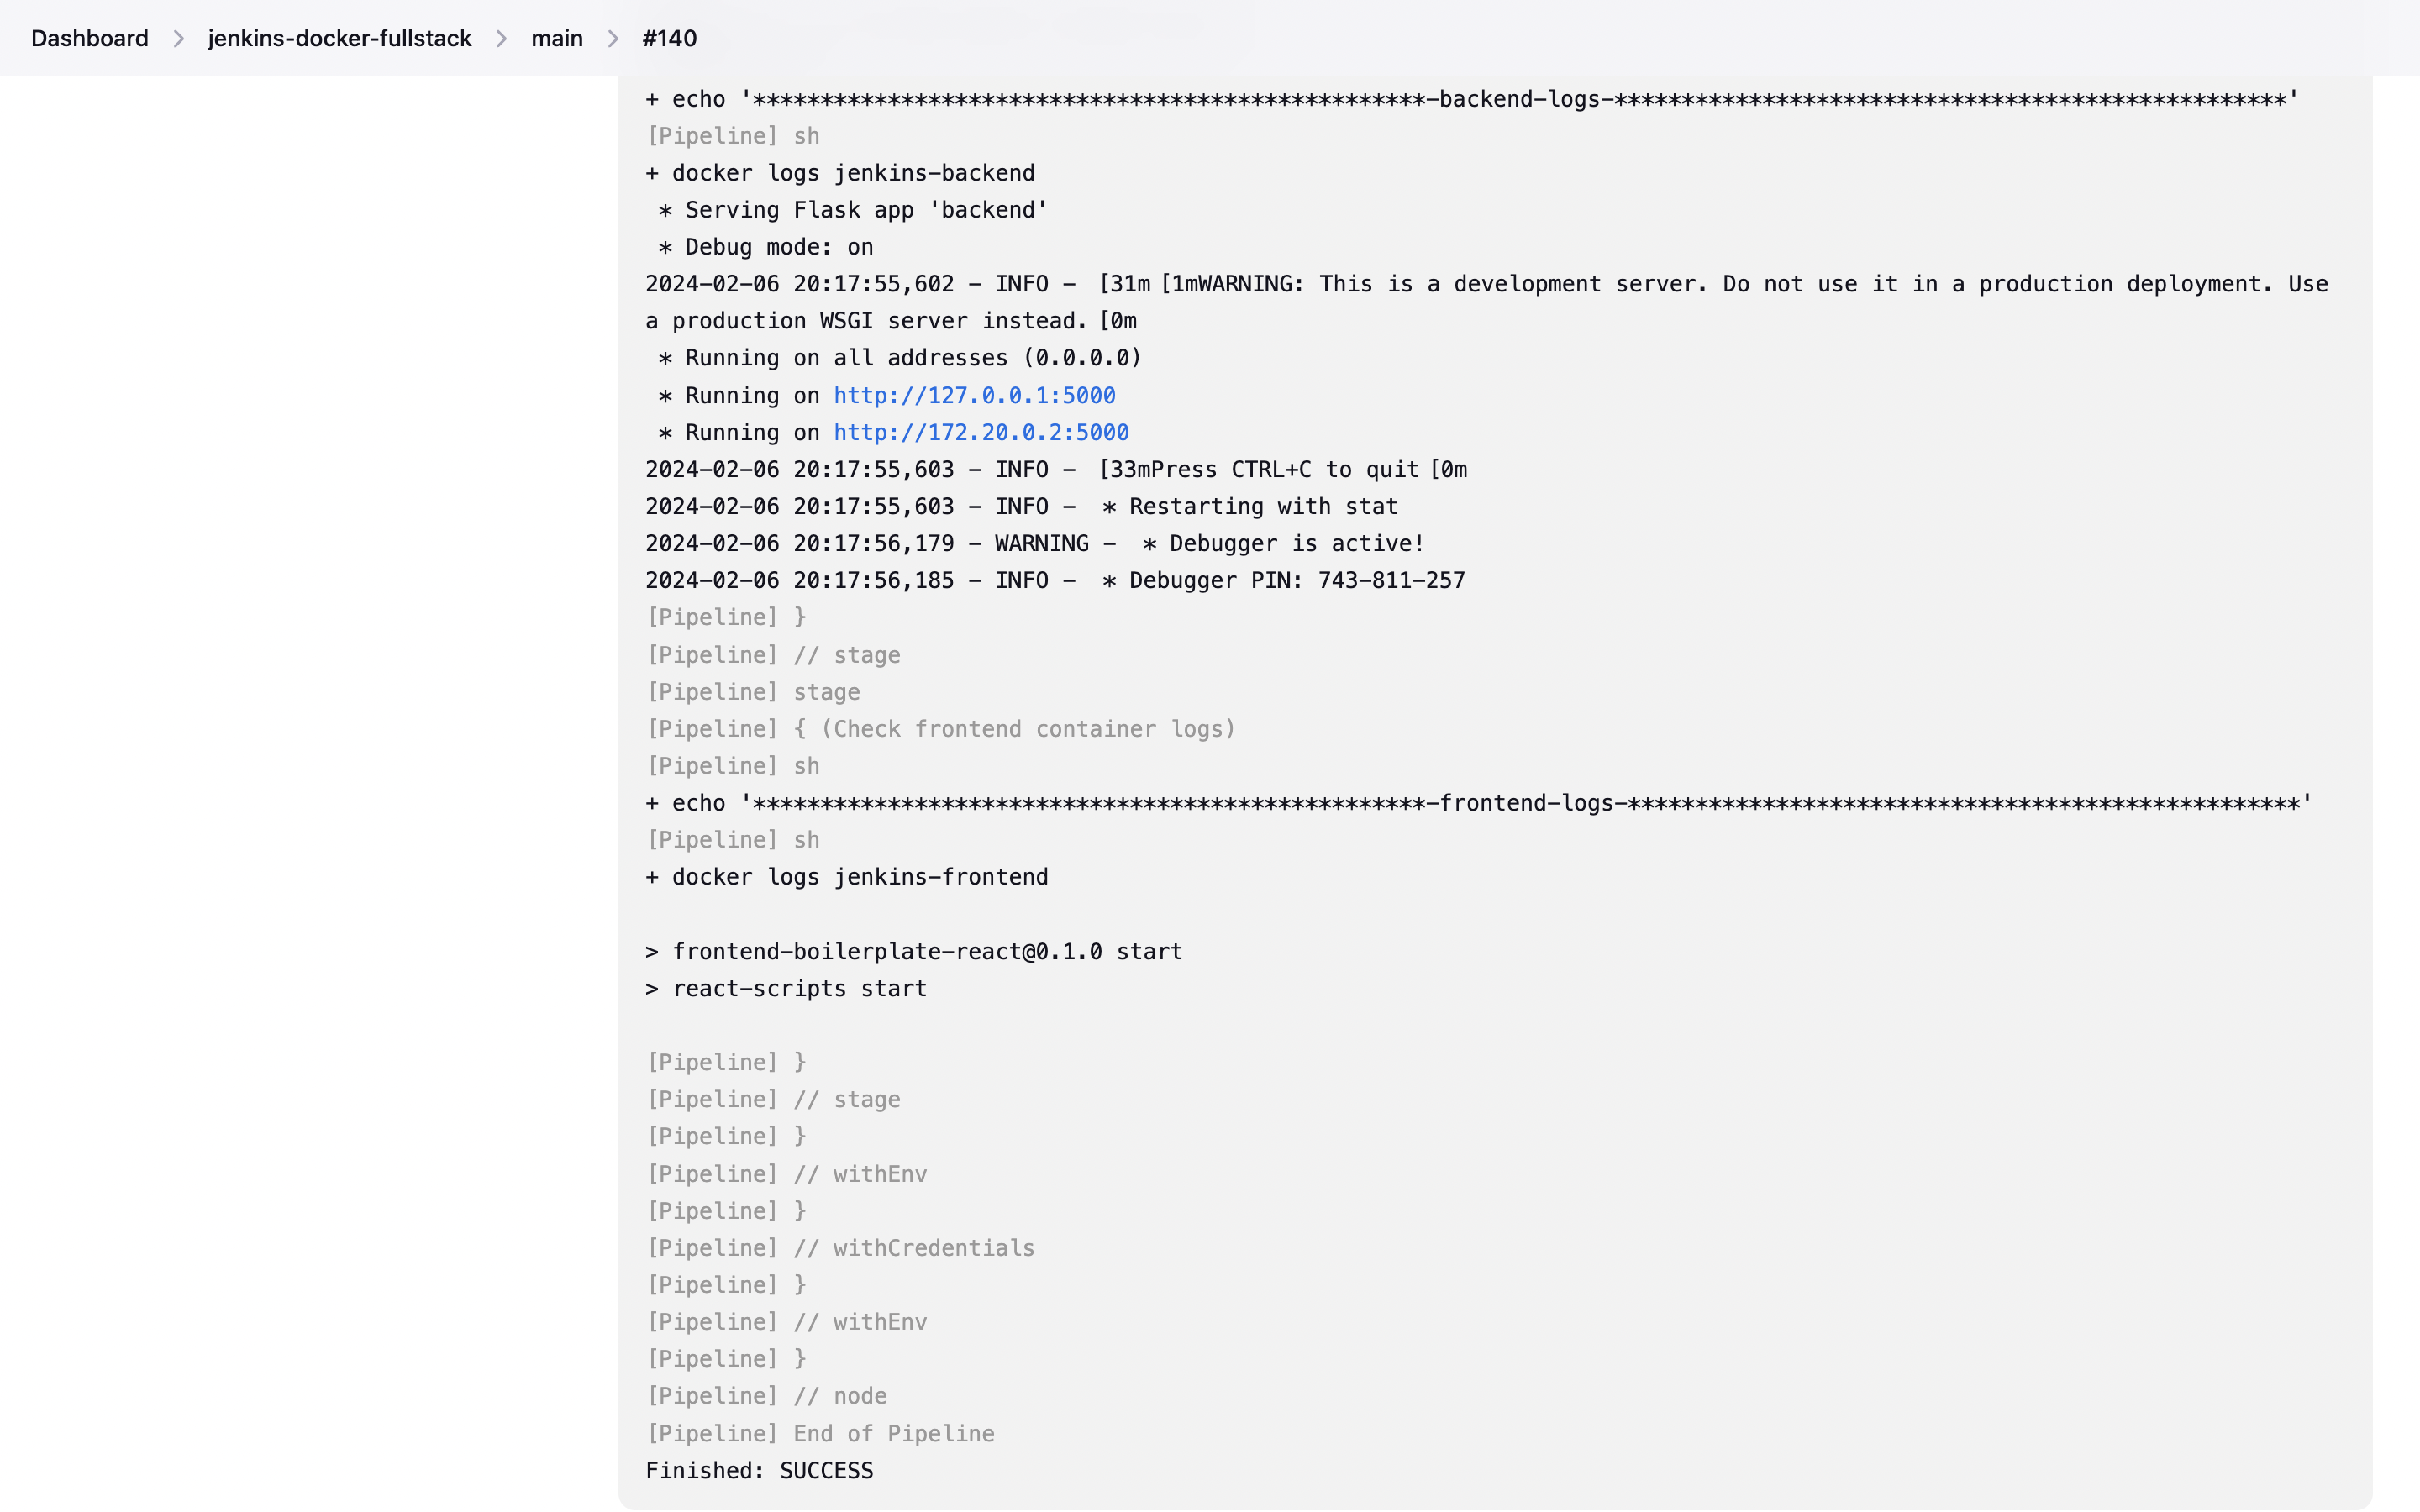 Dashboard > jenkins-docker-fullstack > main > #140
+ echo '**************************************************-backend-logs-**************************************************'
[Pipeline] sh
+ docker logs jenkins-backend
 * Serving Flask app 'backend'
 * Debug mode: on
2024-02-06 20:17:55,602 - INFO -  [31m [1mWARNING: This is a development server. Do not use it in a production deployment. Use
a production WSGI server instead. [0m
 * Running on all addresses (0.0.0.0)
 * Running on http://127.0.0.1:5000
 * Running on http://172.20.0.2:5000
2024-02-06 20:17:55,603 - INFO -  [33mPress CTRL+C to quit [0m
2024-02-06 20:17:55,603 - INFO -  * Restarting with stat
2024-02-06 20:17:56,179 - WARNING -  * Debugger is active!
2024-02-06 20:17:56,185 - INFO -  * Debugger PIN: 743-811-257
[Pipeline] }
[Pipeline] // stage
[Pipeline] stage
[Pipeline] { (Check frontend container logs)
[Pipeline] sh
+ echo '**************************************************-frontend-logs-**************************************************'
[Pipeline] sh
+ docker logs jenkins-frontend
> frontend-boilerplate-react@0.1.0 start
> react-scripts start
[Pipeline] }
[Pipeline] // stage
[Pipeline] }
[Pipeline] // withEnv
[Pipeline] }
[Pipeline] // withCredentials
[Pipeline] }
[Pipeline] // withEnv
[Pipeline] }
[Pipeline] // node
[Pipeline] End of Pipeline
Finished: SUCCESS